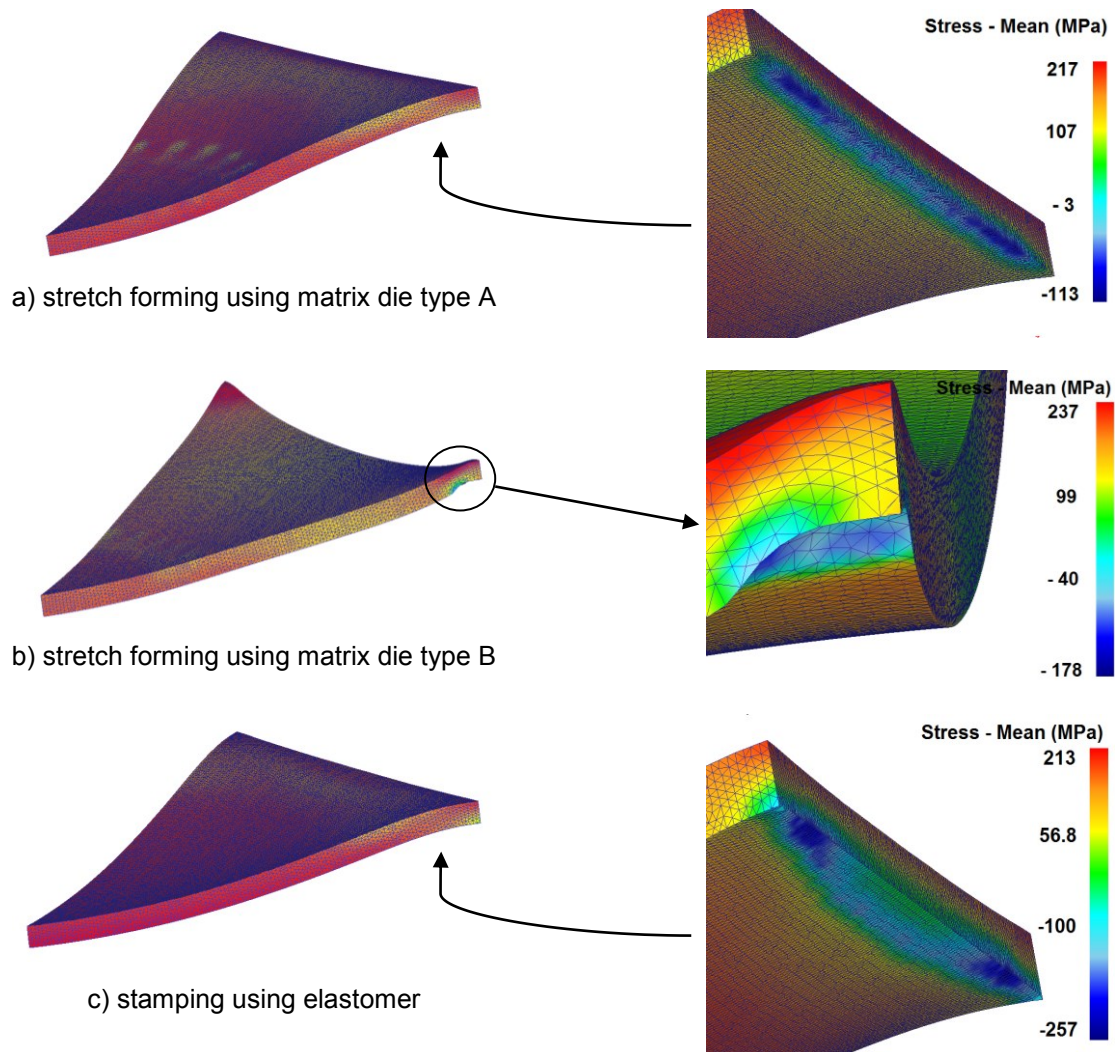 Stress - Mean (MPa)
217
107
- 3
-113
a) stretch forming using matrix die type A
Stress - Mean (MPa)
237
99
- 40
- 178
b) stretch forming using matrix die type B
Stress - Mean (MPa)
213
56.8
-100
-257
c) stamping using elastomer